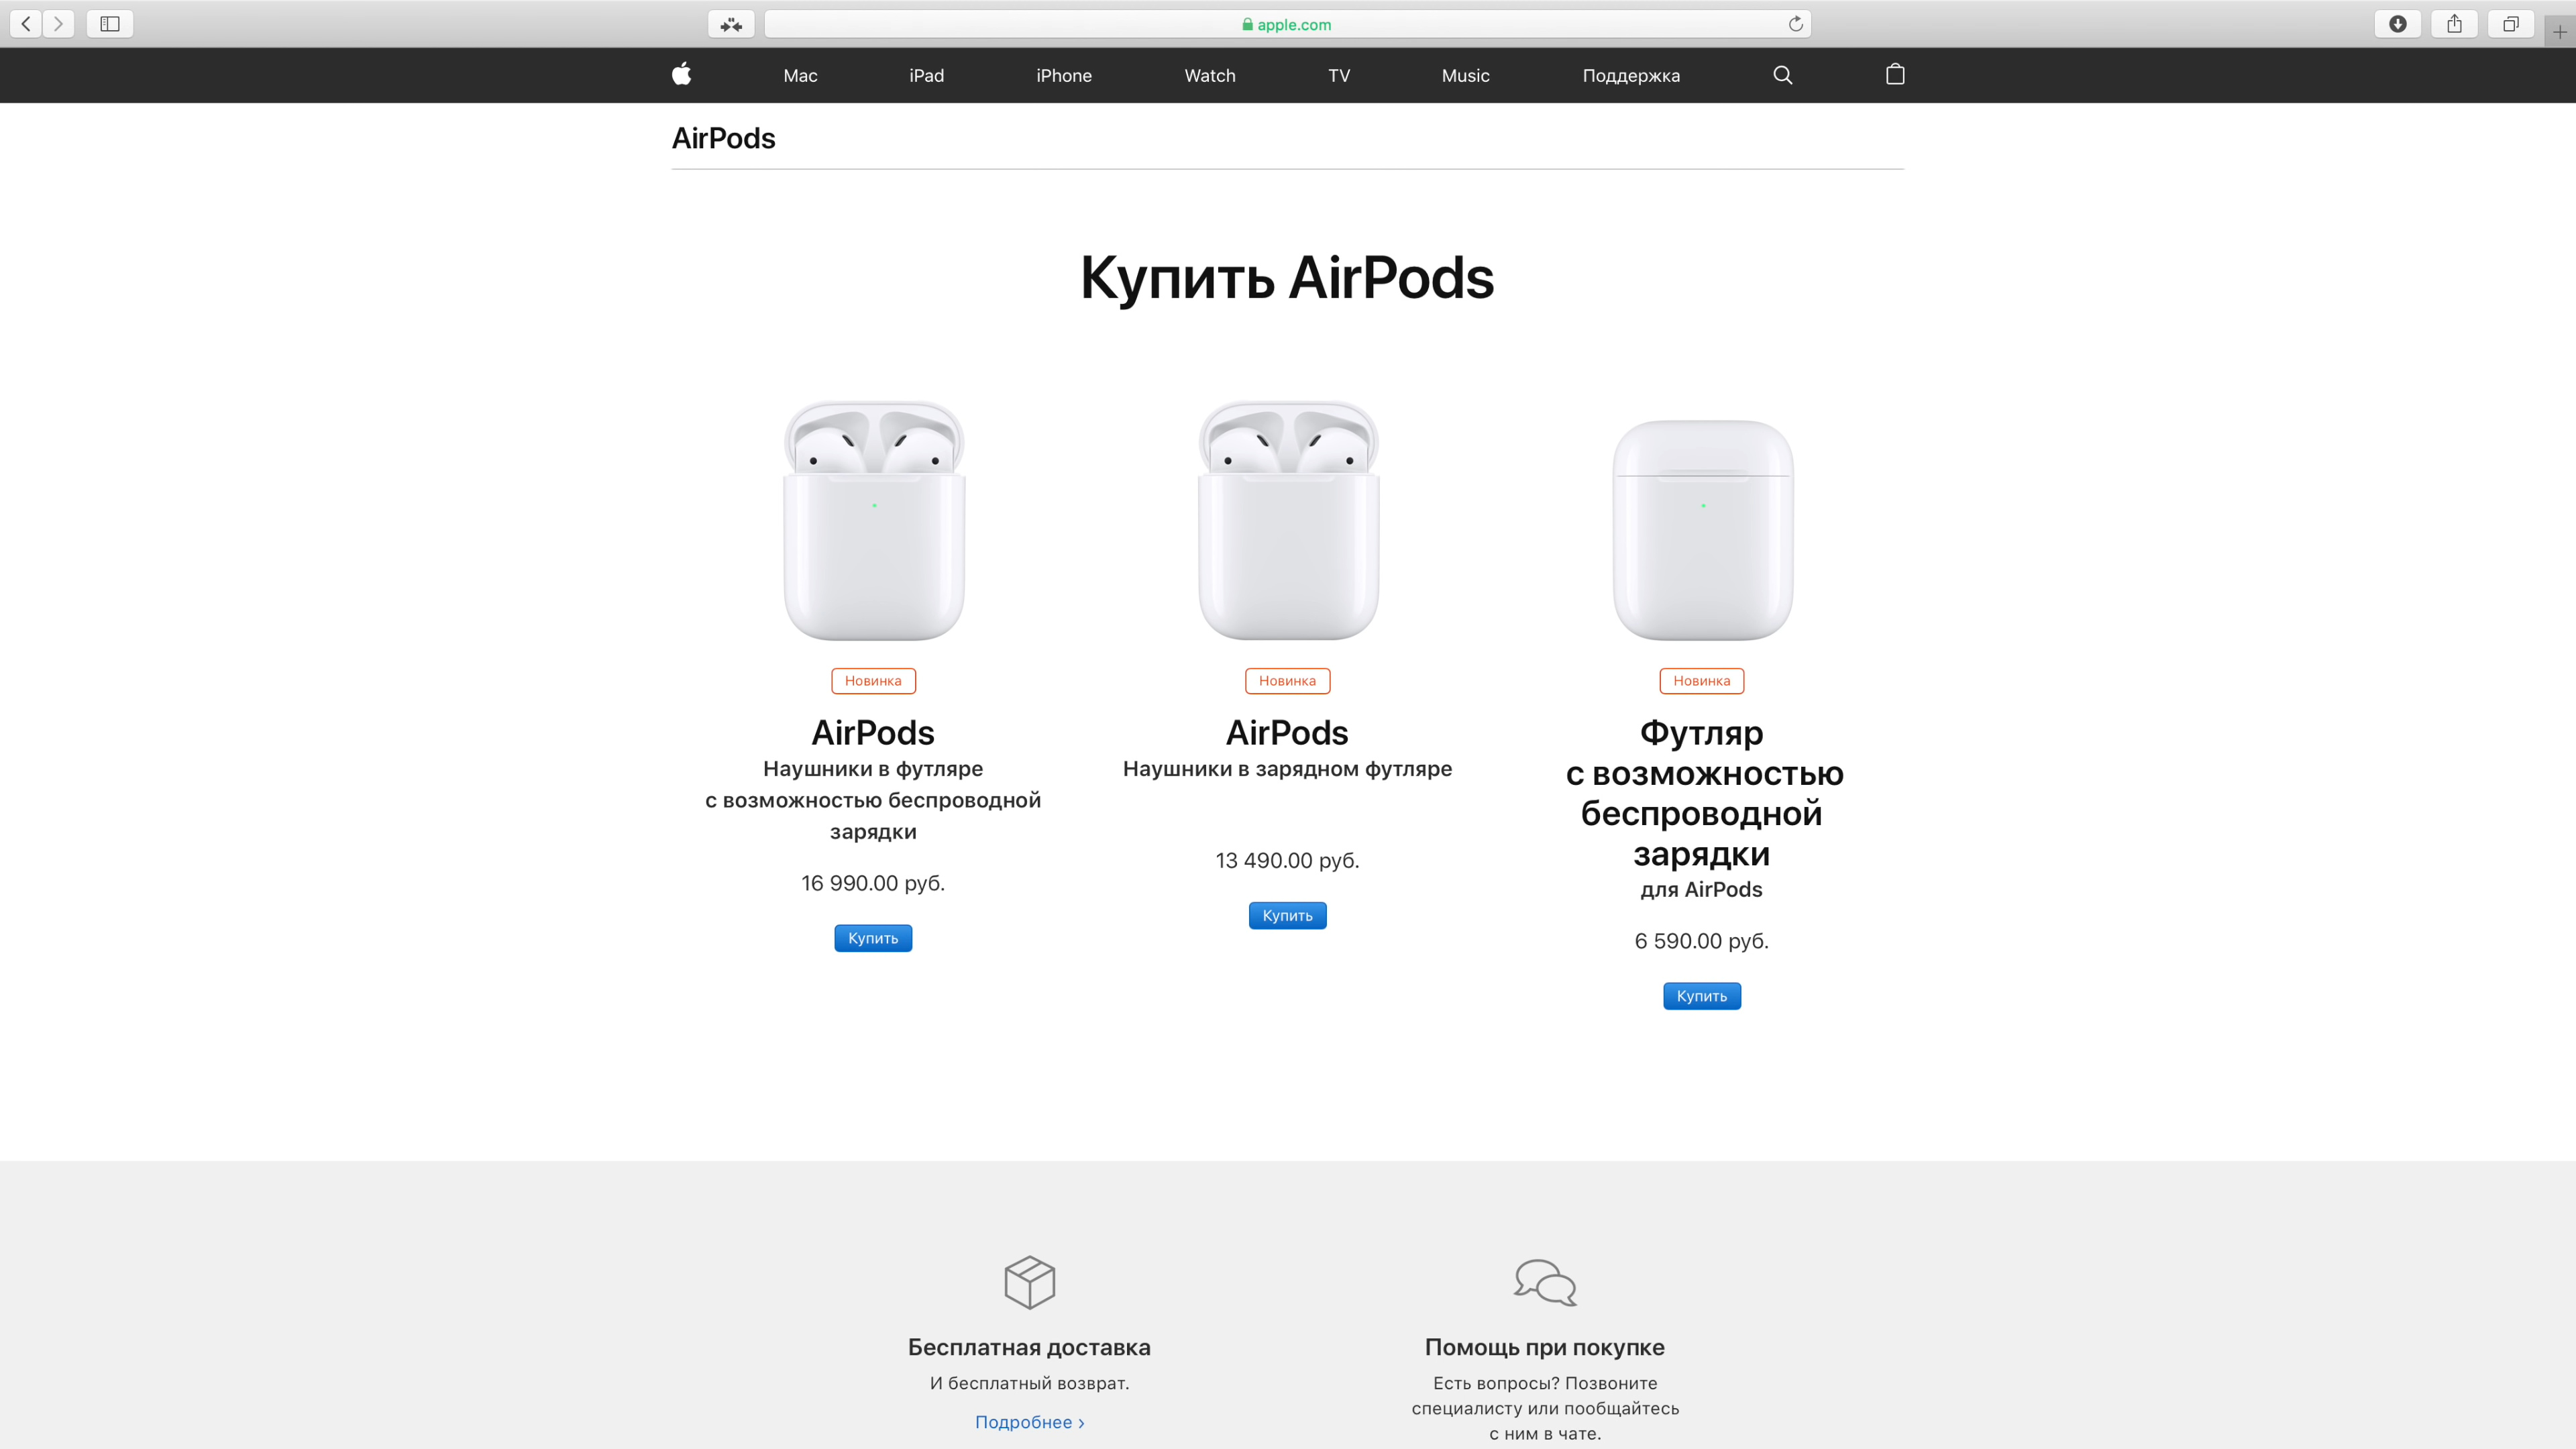 apple.com
Mac iPad iPhone Watch TV Music Поддержка
AirPods
Купить AirPods
Новинка
AirPods
Наушники в футляре
с возможностью беспроводной
зарядки
16 990.00 руб.
Купить
Новинка
AirPods
Наушники в зарядном футляре
13 490.00 руб.
Купить
Новинка
Футляр
с возможностью
беспроводной
зарядки
для AirPods
6 590.00 руб.
Купить
Бесплатная доставка
И бесплатный возврат.
Подробнее >
Помощь при покупке
Есть вопросы? Позвоните
специалисту или пообщайтесь
с ним в чате.